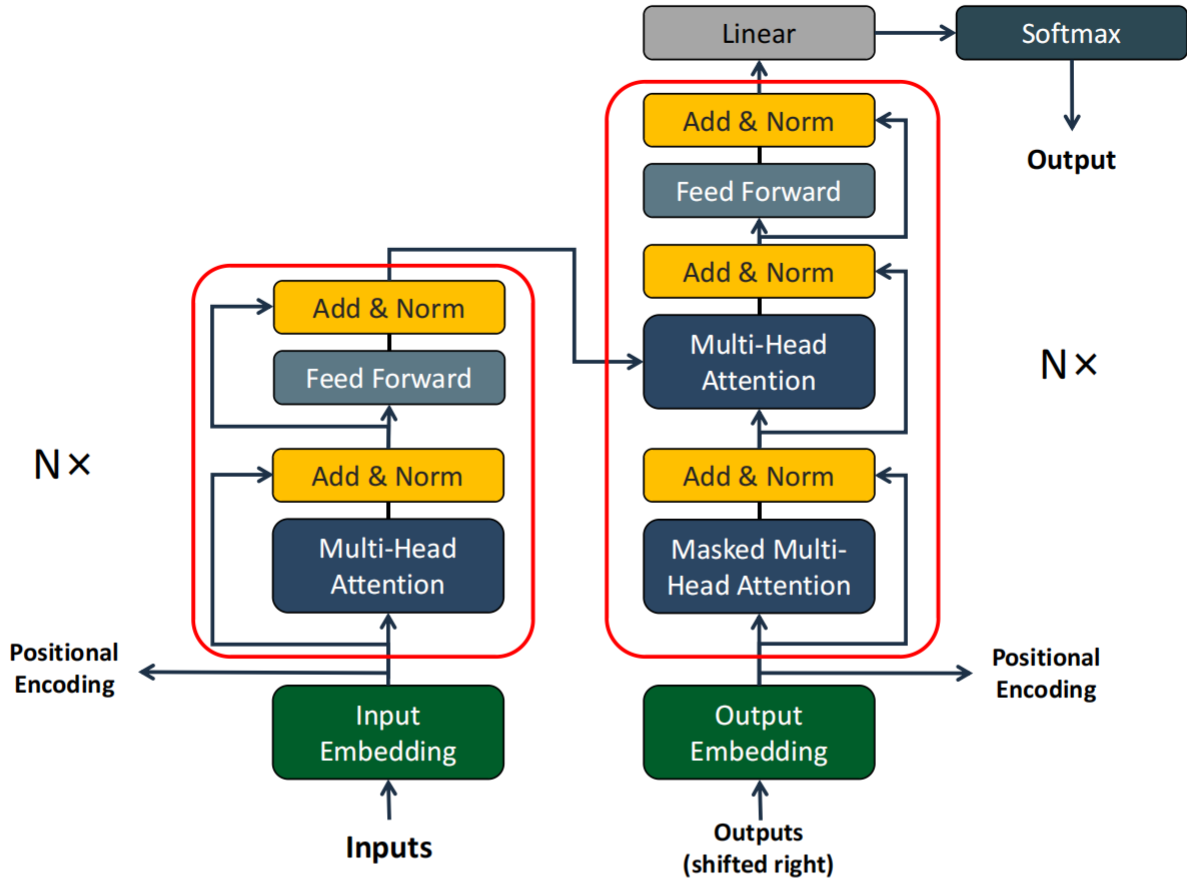 Linear
Softmax
Add & Norm
Output
Feed Forward
Add & Norm
Multi-Head
Attention
N×
Add & Norm
Masked Multi-
Head Attention
Positional
Encoding
Output
Embedding
Outputs
(shifted right)
Add & Norm
Feed Forward
N×
Add & Norm
Multi-Head
Attention
Positional
Encoding
Input
Embedding
Inputs